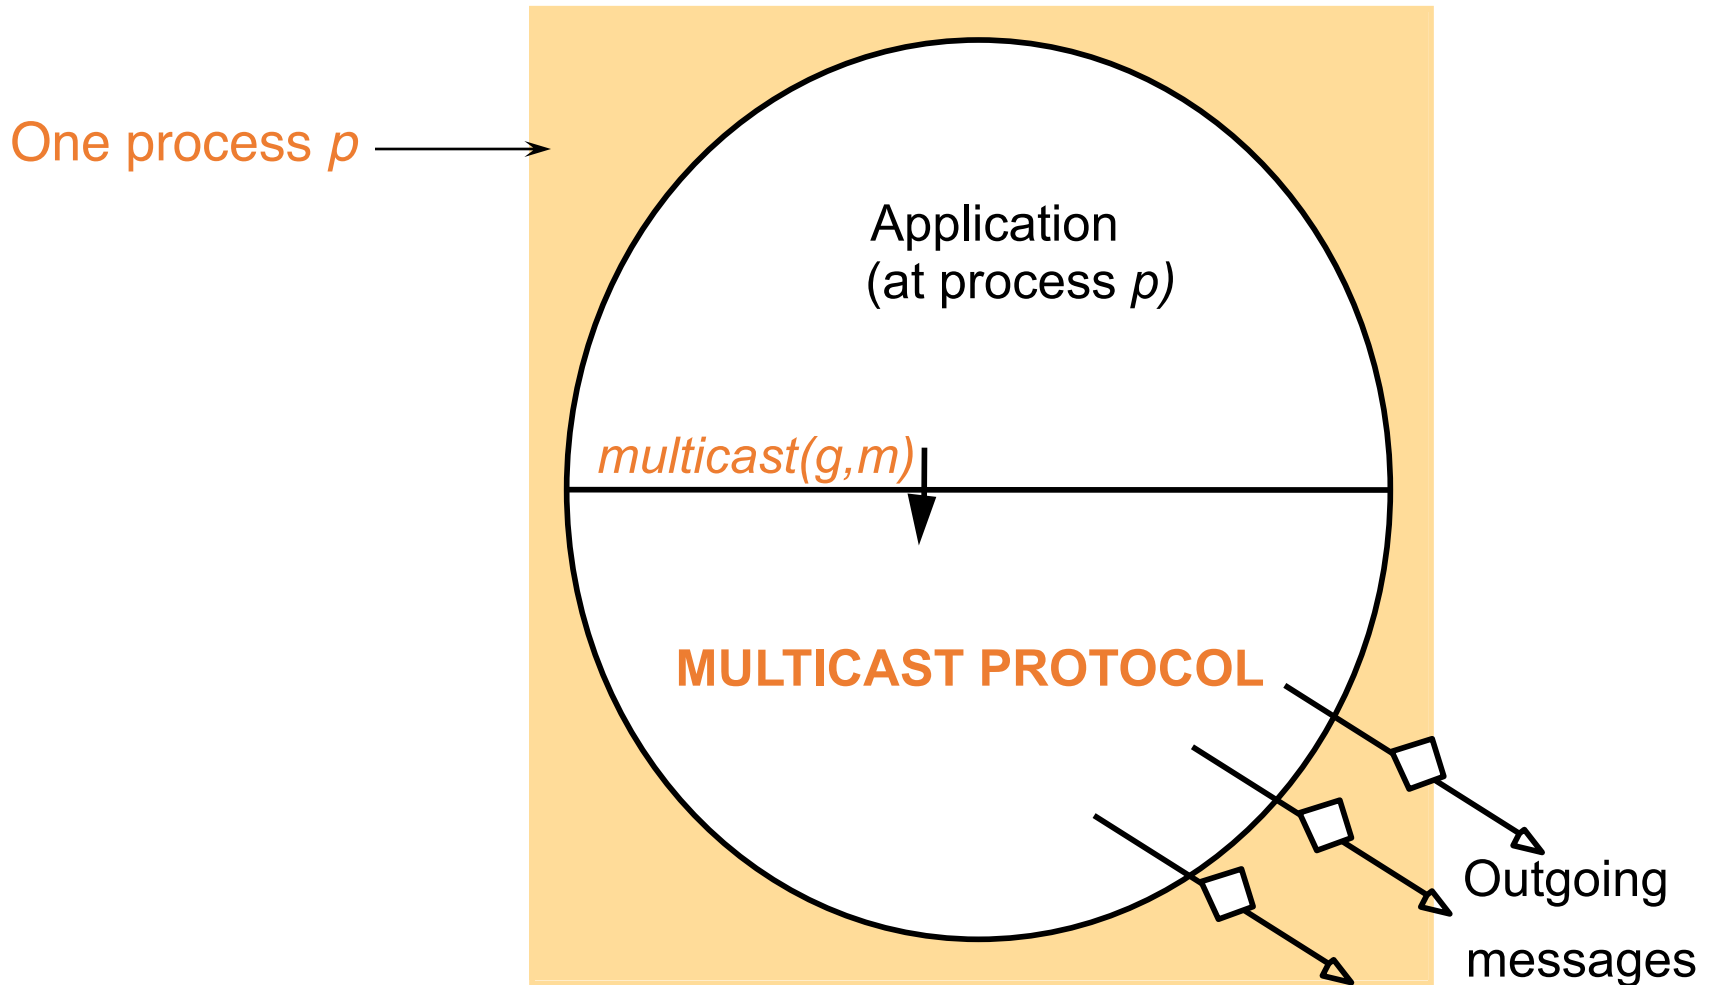 One process p
Application
(at process p)
multicast(g,m)
MULTICAST PROTOCOL
Outgoing
messages